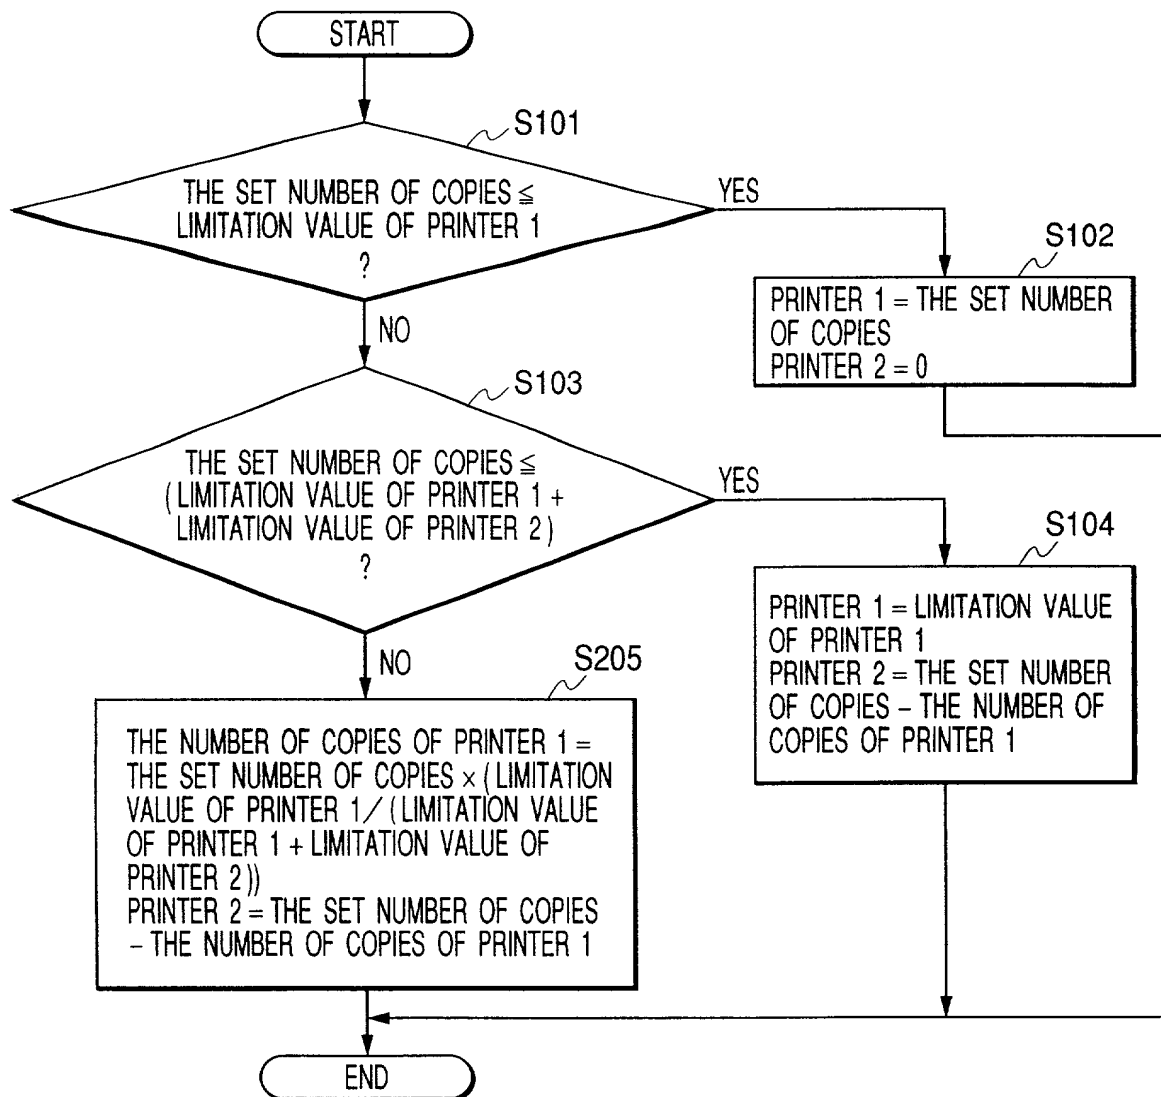 START
S101
THE SET NUMBER OF COPIES ≦
LIMITATION VALUE OF PRINTER 1
?
YES
NO
S102
PRINTER 1 = THE SET NUMBER
OF COPIES
PRINTER 2 = 0
S103
THE SET NUMBER OF COPIES ≦
(LIMITATION VALUE OF PRINTER 1 +
LIMITATION VALUE OF PRINTER 2)
?
YES
NO
S104
PRINTER 1 = LIMITATION VALUE
OF PRINTER 1
PRINTER 2 = THE SET NUMBER
OF COPIES – THE NUMBER OF
COPIES OF PRINTER 1
S205
THE NUMBER OF COPIES OF PRINTER 1 =
THE SET NUMBER OF COPIES × (LIMITATION
VALUE OF PRINTER 1 / (LIMITATION VALUE
OF PRINTER 1 + LIMITATION VALUE OF
PRINTER 2))
PRINTER 2 = THE SET NUMBER OF COPIES
– THE NUMBER OF COPIES OF PRINTER 1
END